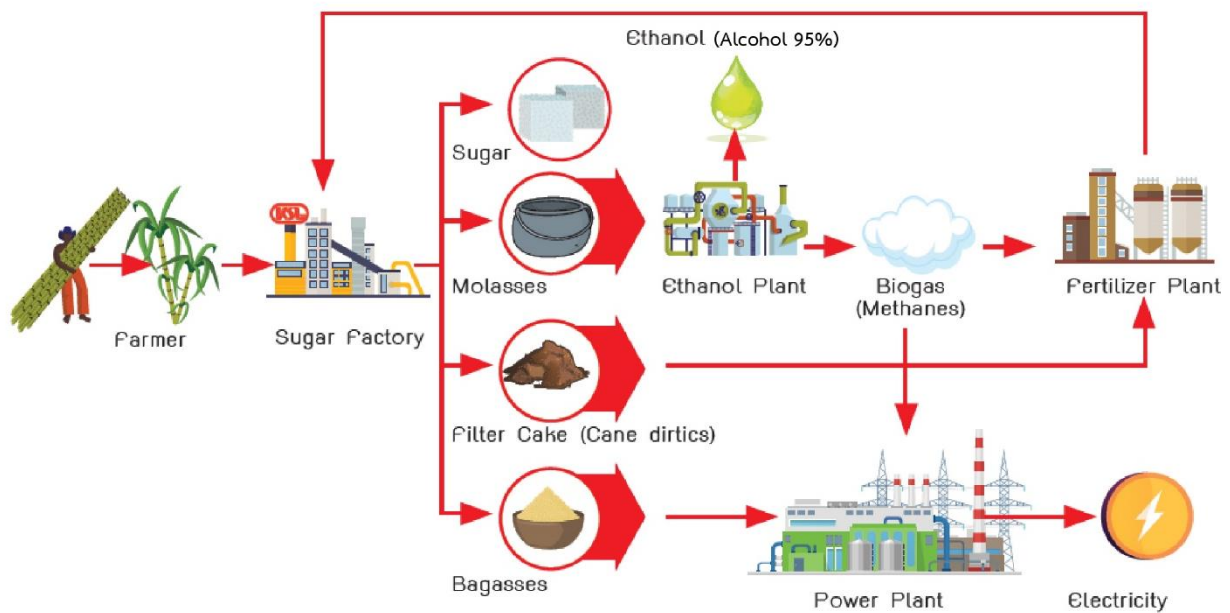 Ethanol (Alcohol 95%)
Sugar
KSL
Molasses
Ethanol Plant
Biogas
(Methanes)
Fertilizer Plant
Farmer
Sugar Factory
Filter Cake (Cane dirtics)
Bagasses
Power Plant
Electricity